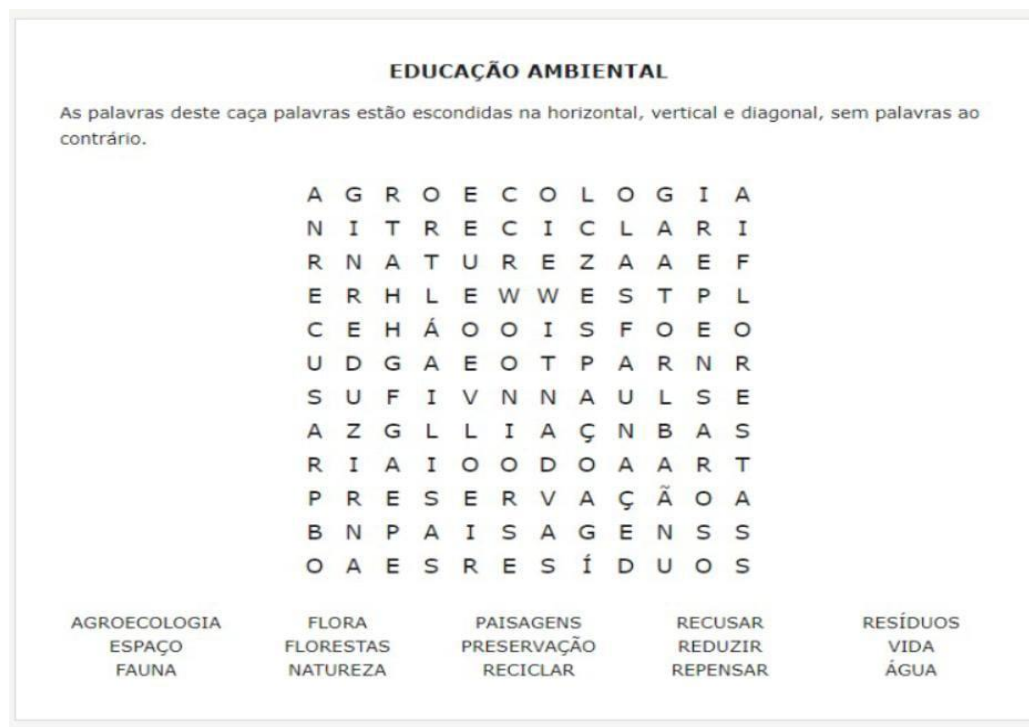 EDUCAÇÃO AMBIENTAL
As palavras deste caça palavras estão escondidas na horizontal, vertical e diagonal, sem palavras ao
contrário.
A G R O E C O L O G I A
N I T R E C I C L A R I
R N A T U R E Z A A E F
E R H L E W W E S T P L
C E H Á O O I S F O E O
U D G A E O T P A R N R
S U F I V N N A U L S E
A Z G L L I A Ç N B A S
R I A I O O D O A A R T
P R E S E R V A Ç Ã O A
B N P A I S A G E N S S
O A E S R E S Í D U O S
AGROECOLOGIA FLORA PAISAGENS RECUSAR RESÍDUOS
ESPAÇO FLORESTAS PRESERVAÇÃO REDUZIR VIDA
FAUNA NATUREZA RECICLAR REPENSAR ÁGUA